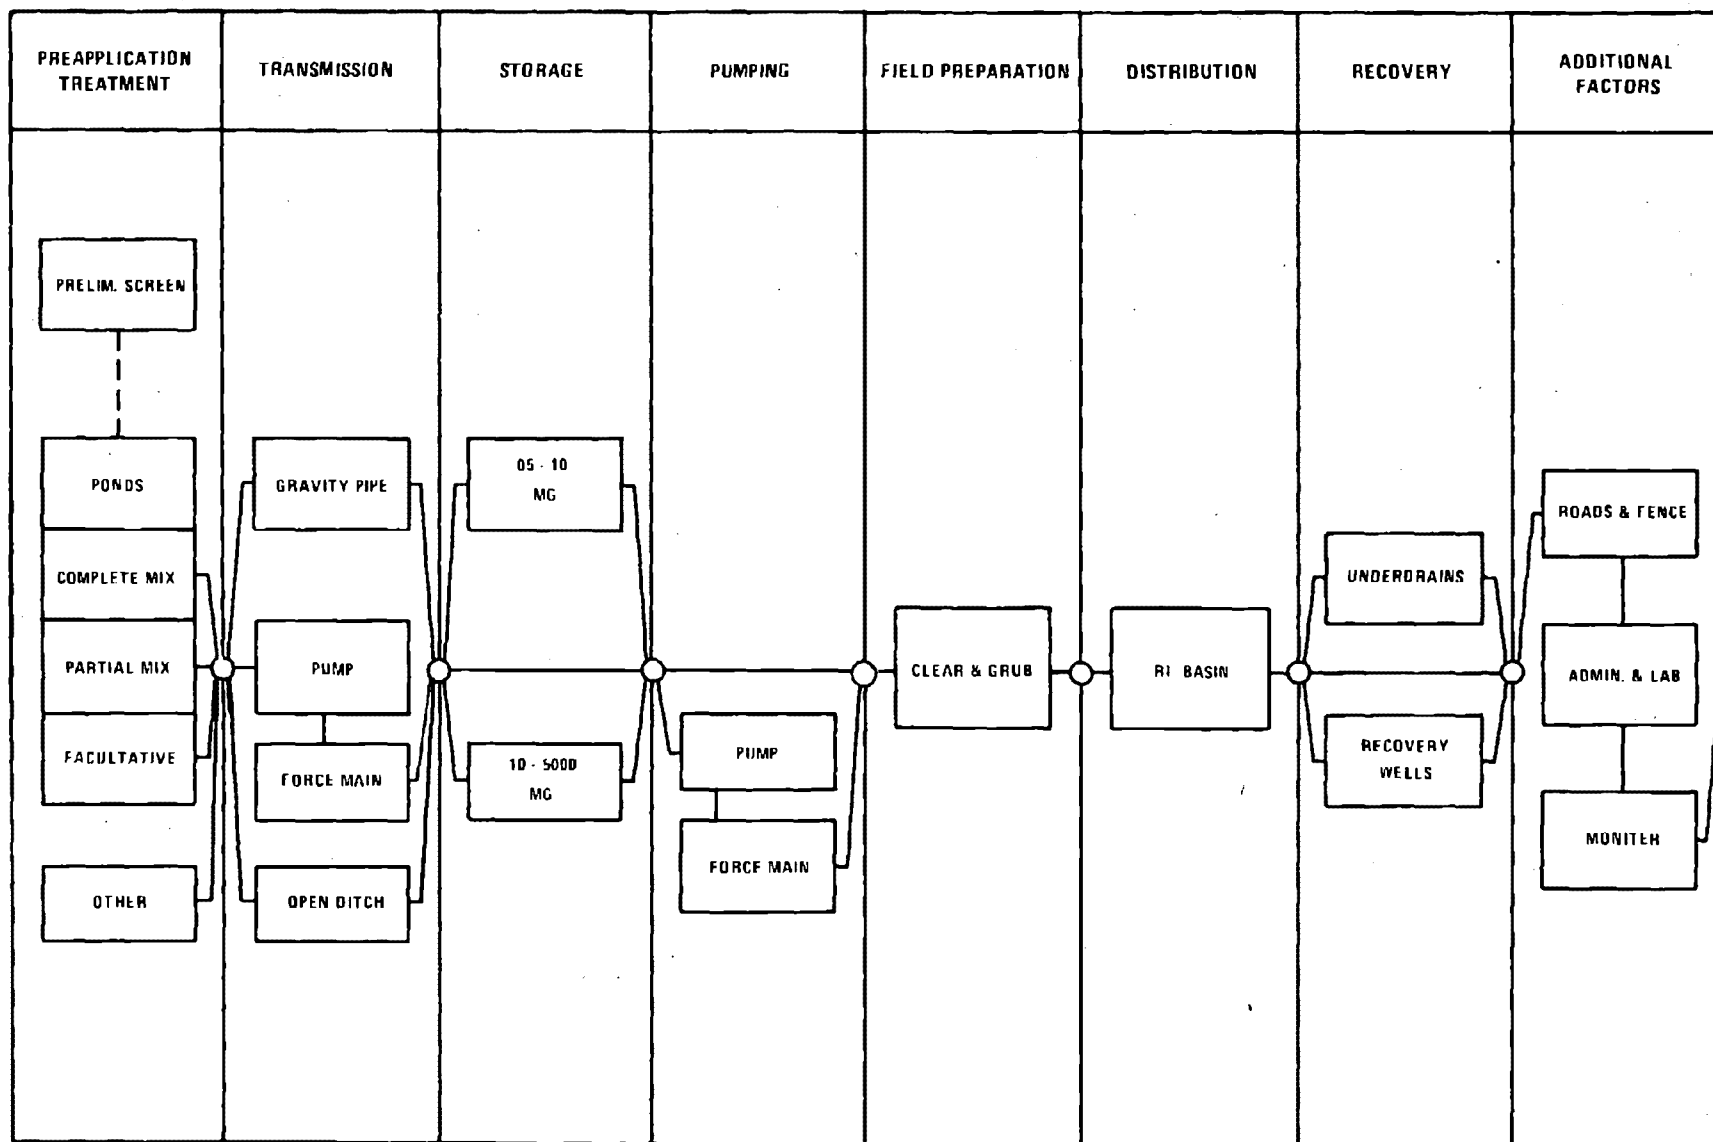 PREAPPLICATION
TREATMENT
TRANSMISSION
STORAGE
PUMPING
FIELD PREPARATION
DISTRIBUTION
RECOVERY
ADDITIONAL
FACTORS
PRELIM. SCREEN
PONDS
COMPLETE MIX
PARTIAL MIX
FACULTATIVE
OTHER
GRAVITY PIPE
PUMP
FORCE MAIN
OPEN DITCH
05 - 10
MG
10 - 5000
MG
PUMP
FORCE MAIN
CLEAR & GRUB
RI BASIN
UNDERDRAINS
RECOVERY
WELLS
ROADS & FENCE
ADMIN. & LAB
MONITER